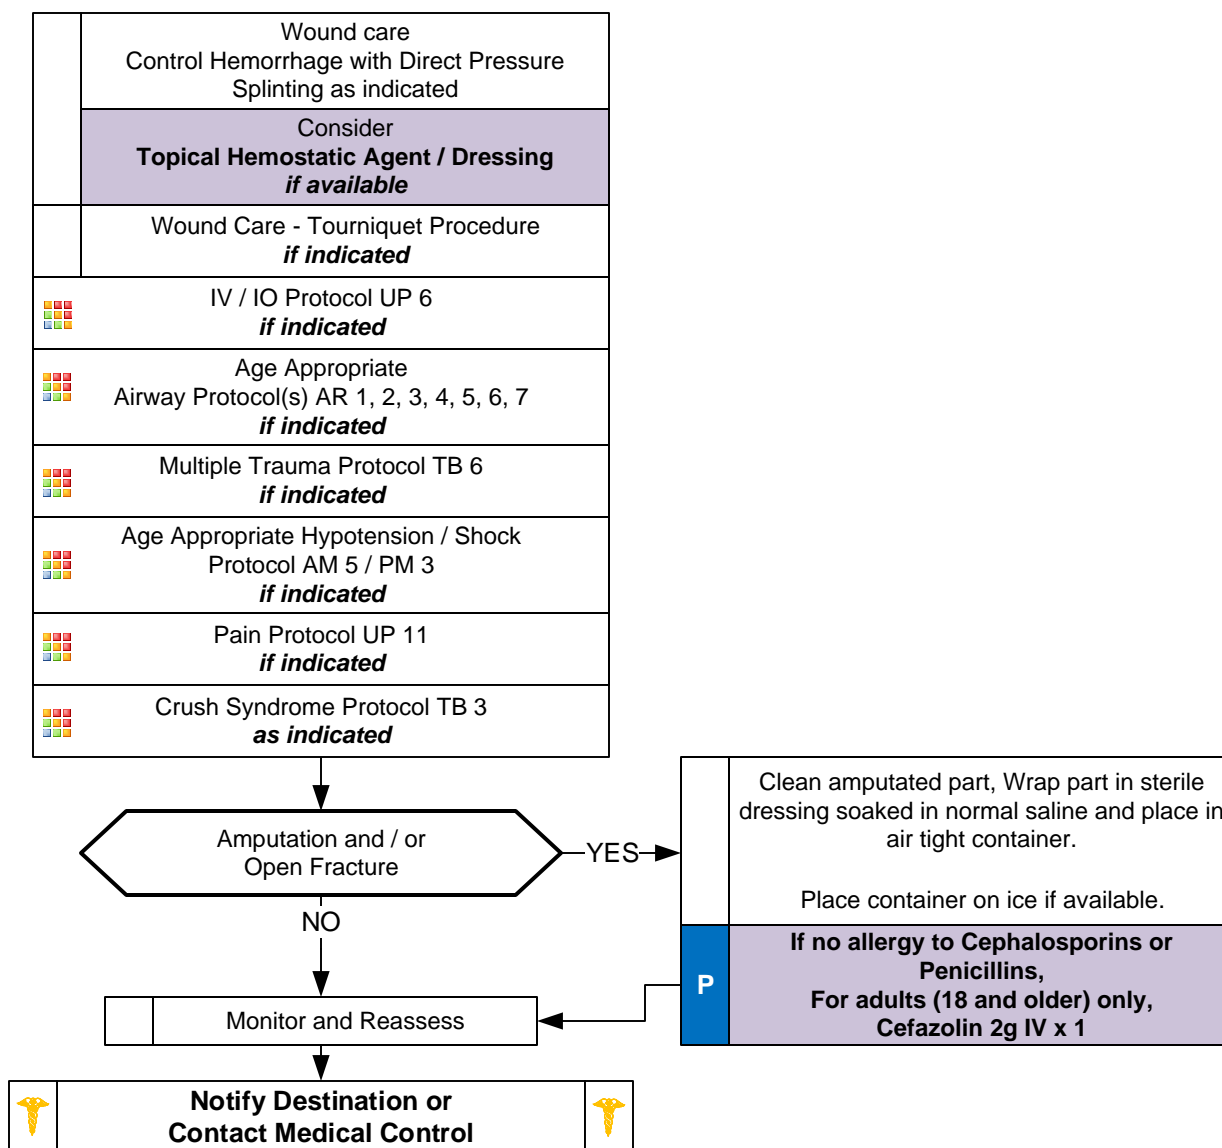 Wound care
Control Hemorrhage with Direct Pressure
Splinting as indicated
Consider
Topical Hemostatic Agent / Dressing
if available
Wound Care - Tourniquet Procedure
if indicated
IV / IO Protocol UP 6
if indicated
Age Appropriate
Airway Protocol(s) AR 1, 2, 3, 4, 5, 6, 7
if indicated
Multiple Trauma Protocol TB 6
if indicated
Age Appropriate Hypotension / Shock
Protocol AM 5 / PM 3
if indicated
Pain Protocol UP 11
if indicated
Crush Syndrome Protocol TB 3
as indicated
Amputation and / or
Open Fracture
YES
Clean amputated part, Wrap part in sterile
dressing soaked in normal saline and place in
air tight container.
Place container on ice if available.
P
If no allergy to Cephalosporins or
Penicillins,
For adults (18 and older) only,
Cefazolin 2g IV x 1
NO
Monitor and Reassess
Notify Destination or
Contact Medical Control